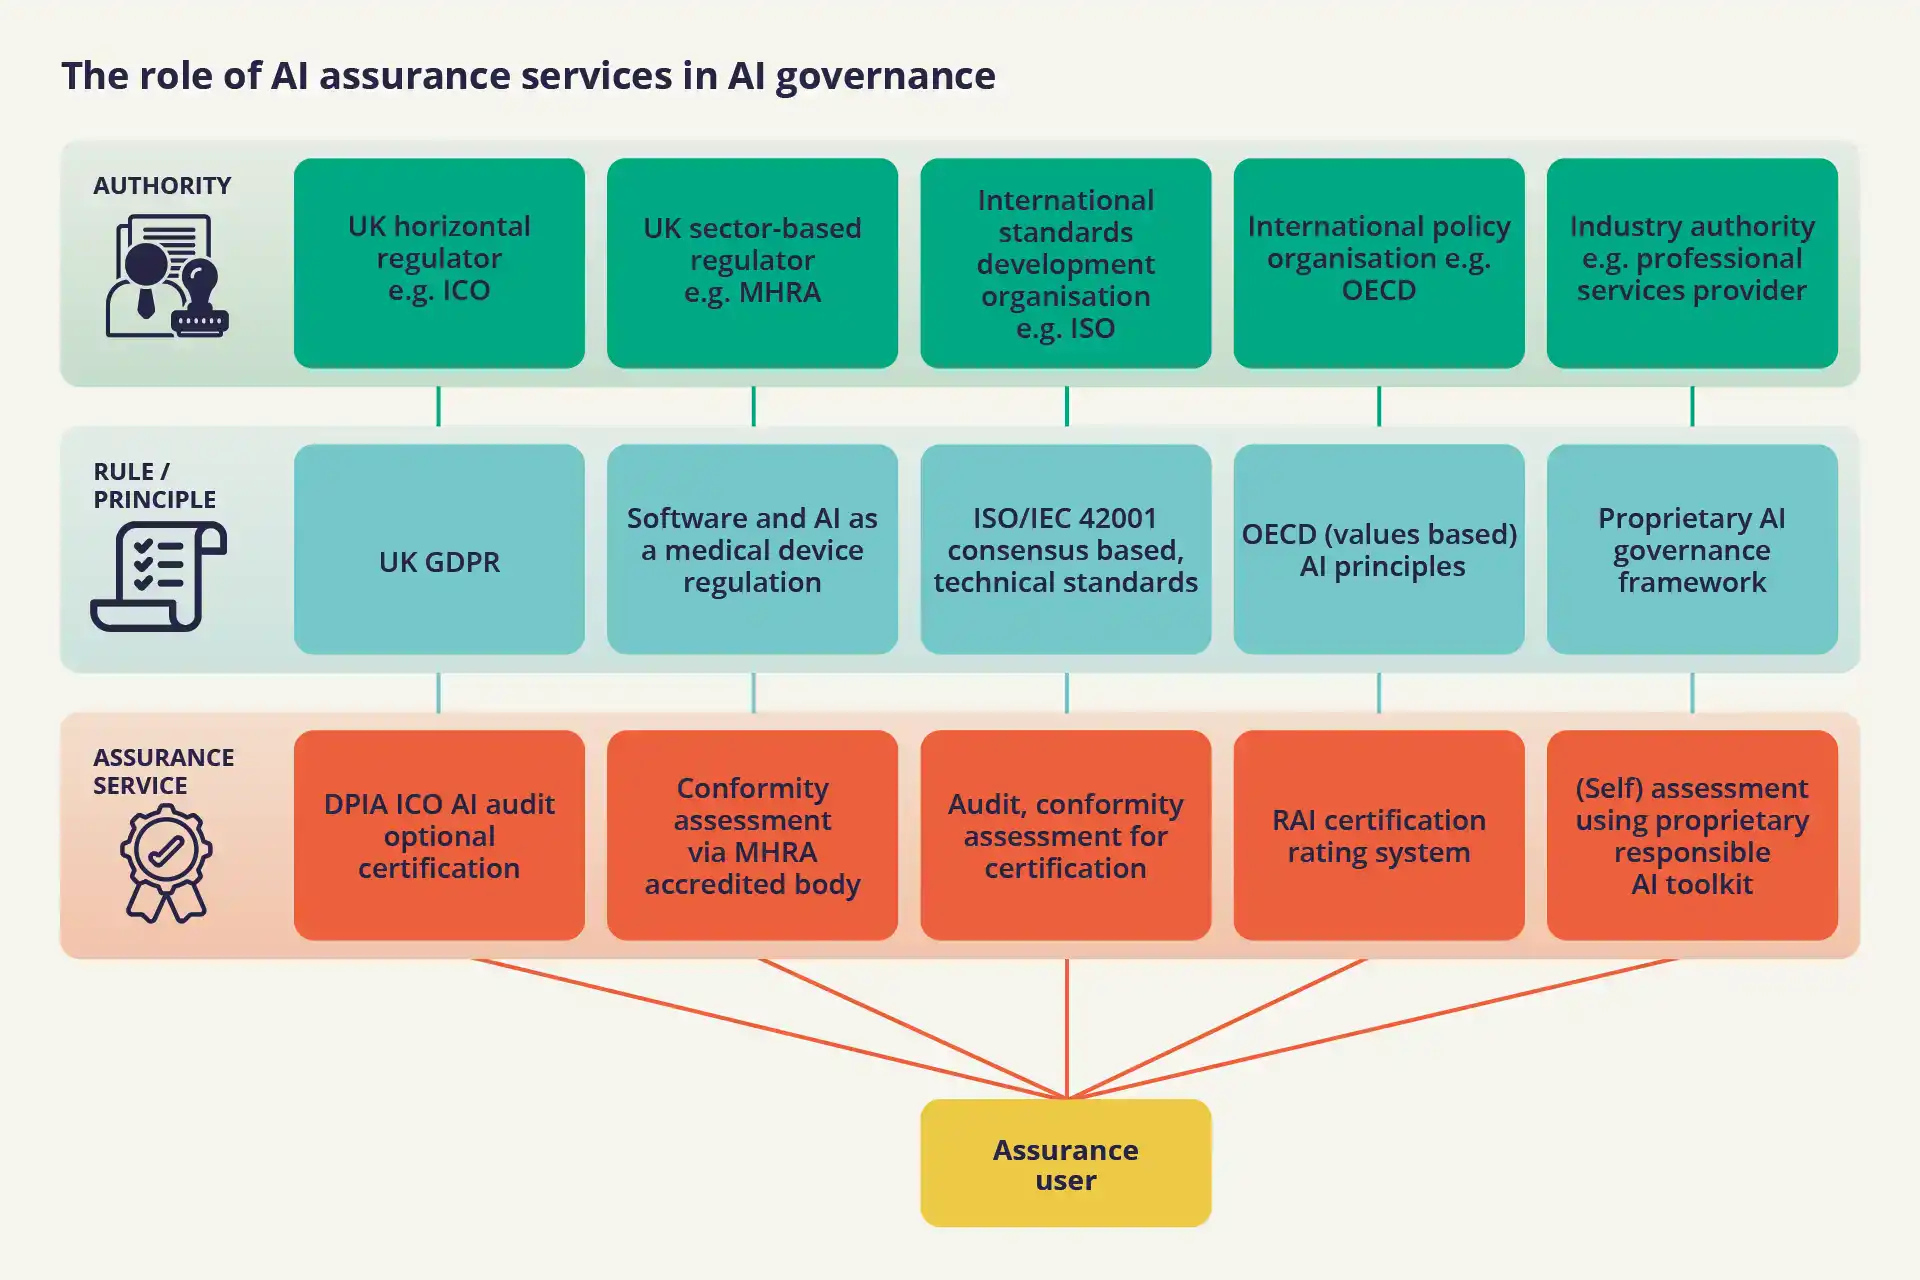 The role of AI assurance services in AI governance
AUTHORITY
UK horizontal
regulator
e.g. ICO
UK sector-based
regulator
e.g. MHRA
International
standards
development
organisation
e.g. ISO
International policy
organisation e.g.
OECD
Industry authority
e.g. professional
services provider
RULE /
PRINCIPLE
UK GDPR
Software and AI as
a medical device
regulation
ISO/IEC 42001
consensus based,
technical standards
OECD (values based)
AI principles
Proprietary AI
governance
framework
ASSURANCE
SERVICE
DPIA ICO AI audit
optional
certification
Conformity
assessment
via MHRA
accredited body
Audit, conformity
assessment for
certification
RAI certification
rating system
(Self) assessment
using proprietary
responsible
AI toolkit
Assurance
user